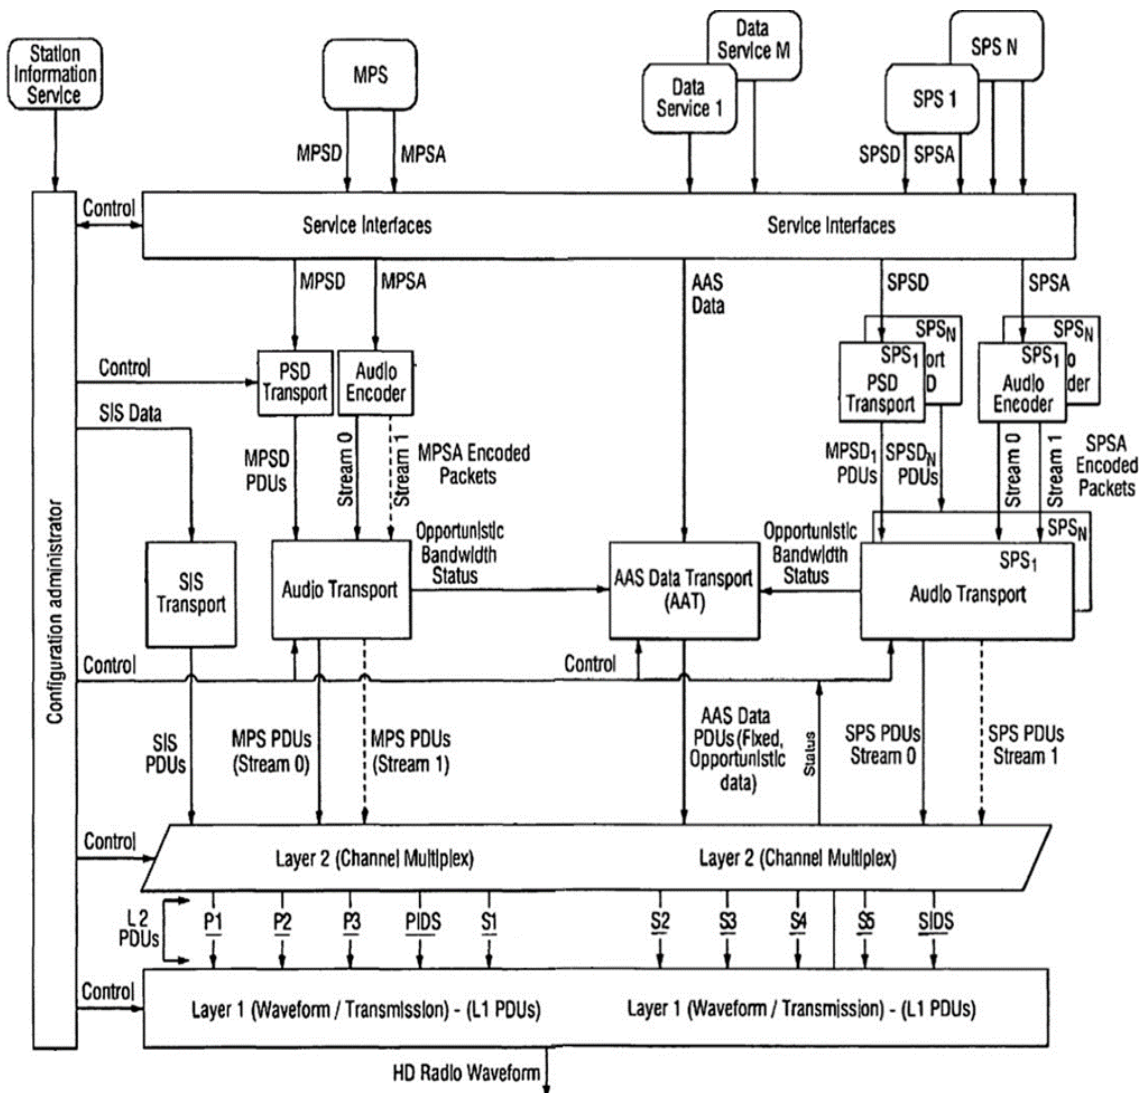 Station
Information
Service
MPS
Data
Service M
Data
Service 1
SPS N
SPS 1
MPSD
MPSA
SPSD
SPSA
Control
Service Interfaces
Service Interfaces
MPSD
MPSA
AAS
Data
SPSD
SPSA
Control
PSD
Transport
Audio
Encoder
SPSN
ort
D
SPS1
PSD
Transport
SPSN
o
der
SPS1
Audio
Encoder
SIS Data
MPSD
PDUs
Stream 0
Stream 1
MPSA Encoded
Packets
MPSD1
PDUs
SPSDN
PDUs
Stream 0
Stream 1
SPSA
Encoded
Packets
Configuration administrator
SIS
Transport
Audio Transport
Opportunistic
Bandwidth
Status
AAS Data Transport
(AAT)
Opportunistic
Bandwidth
Status
SPSN
SPS1
Audio Transport
Control
Control
SIS
PDUs
MPS PDUs
(Stream 0)
MPS PDUs
(Stream 1)
AAS Data
PDUs (Fixed,
Opportunistic
data)
Status
SPS PDUs
Stream 0
SPS PDUs
Stream 1
Control
Layer 2 (Channel Multiplex)
Layer 2 (Channel Multiplex)
L2
PDUs
P1
P2
P3
PIDS
S1
S2
S3
S4
S5
SIDS
Control
Layer 1 (Waveform / Transmission) - (L1 PDUs)
Layer 1 (Waveform / Transmission) - (L1 PDUs)
HD Radio Waveform